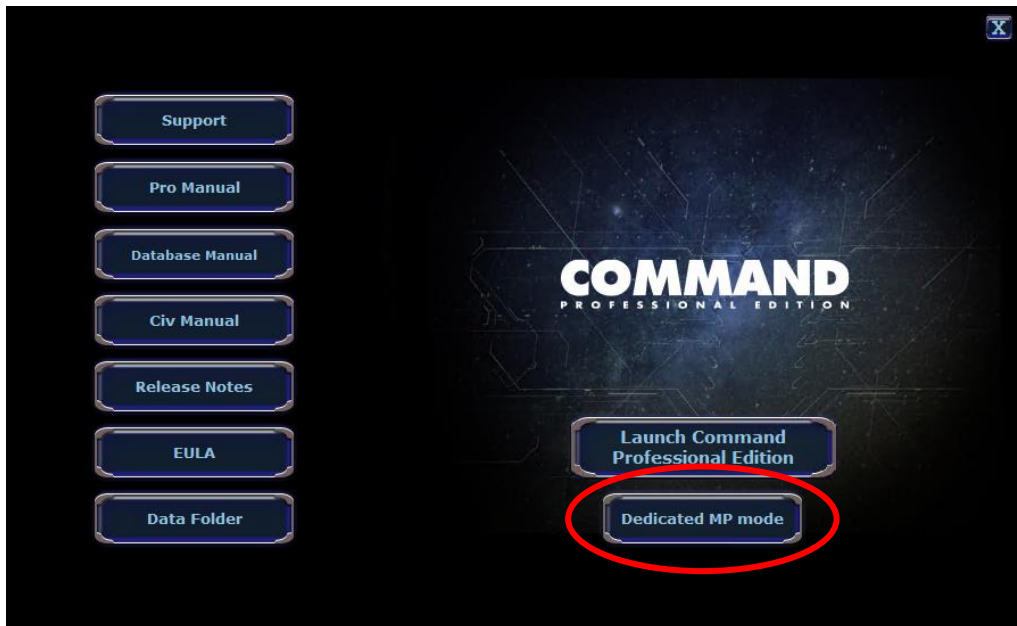 X
Support
Pro Manual
Database Manual
Civ Manual
Release Notes
EULA
Data Folder
COMMAND
PROFESSIONAL EDITION
Launch Command
Professional Edition
Dedicated MP mode